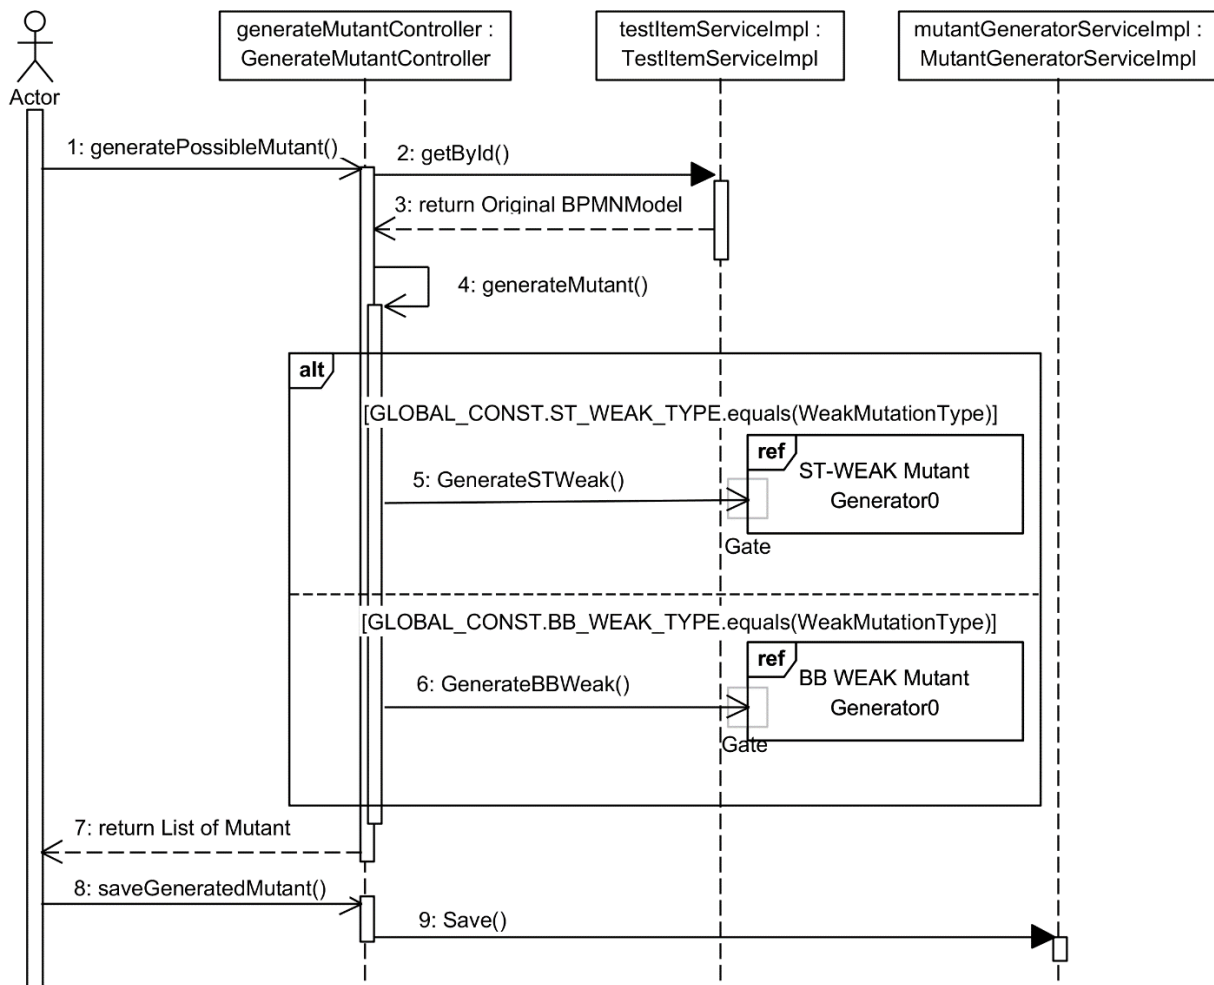 generateMutantController :
GenerateMutantController
testItemServiceImpl :
TestItemServiceImpl
mutantGeneratorServiceImpl :
MutantGeneratorServiceImpl
Actor
1: generatePossibleMutant()
2: getById()
3: return Original BPMNModel
4: generateMutant()
alt
[GLOBAL_CONST.ST_WEAK_TYPE.equals(WeakMutationType)]
ref
ST-WEAK Mutant
Generator0
5: GenerateSTWeak()
Gate
[GLOBAL_CONST.BB_WEAK_TYPE.equals(WeakMutationType)]
ref
BB WEAK Mutant
Generator0
6: GenerateBBWeak()
Gate
7: return List of Mutant
8: saveGeneratedMutant()
9: Save()